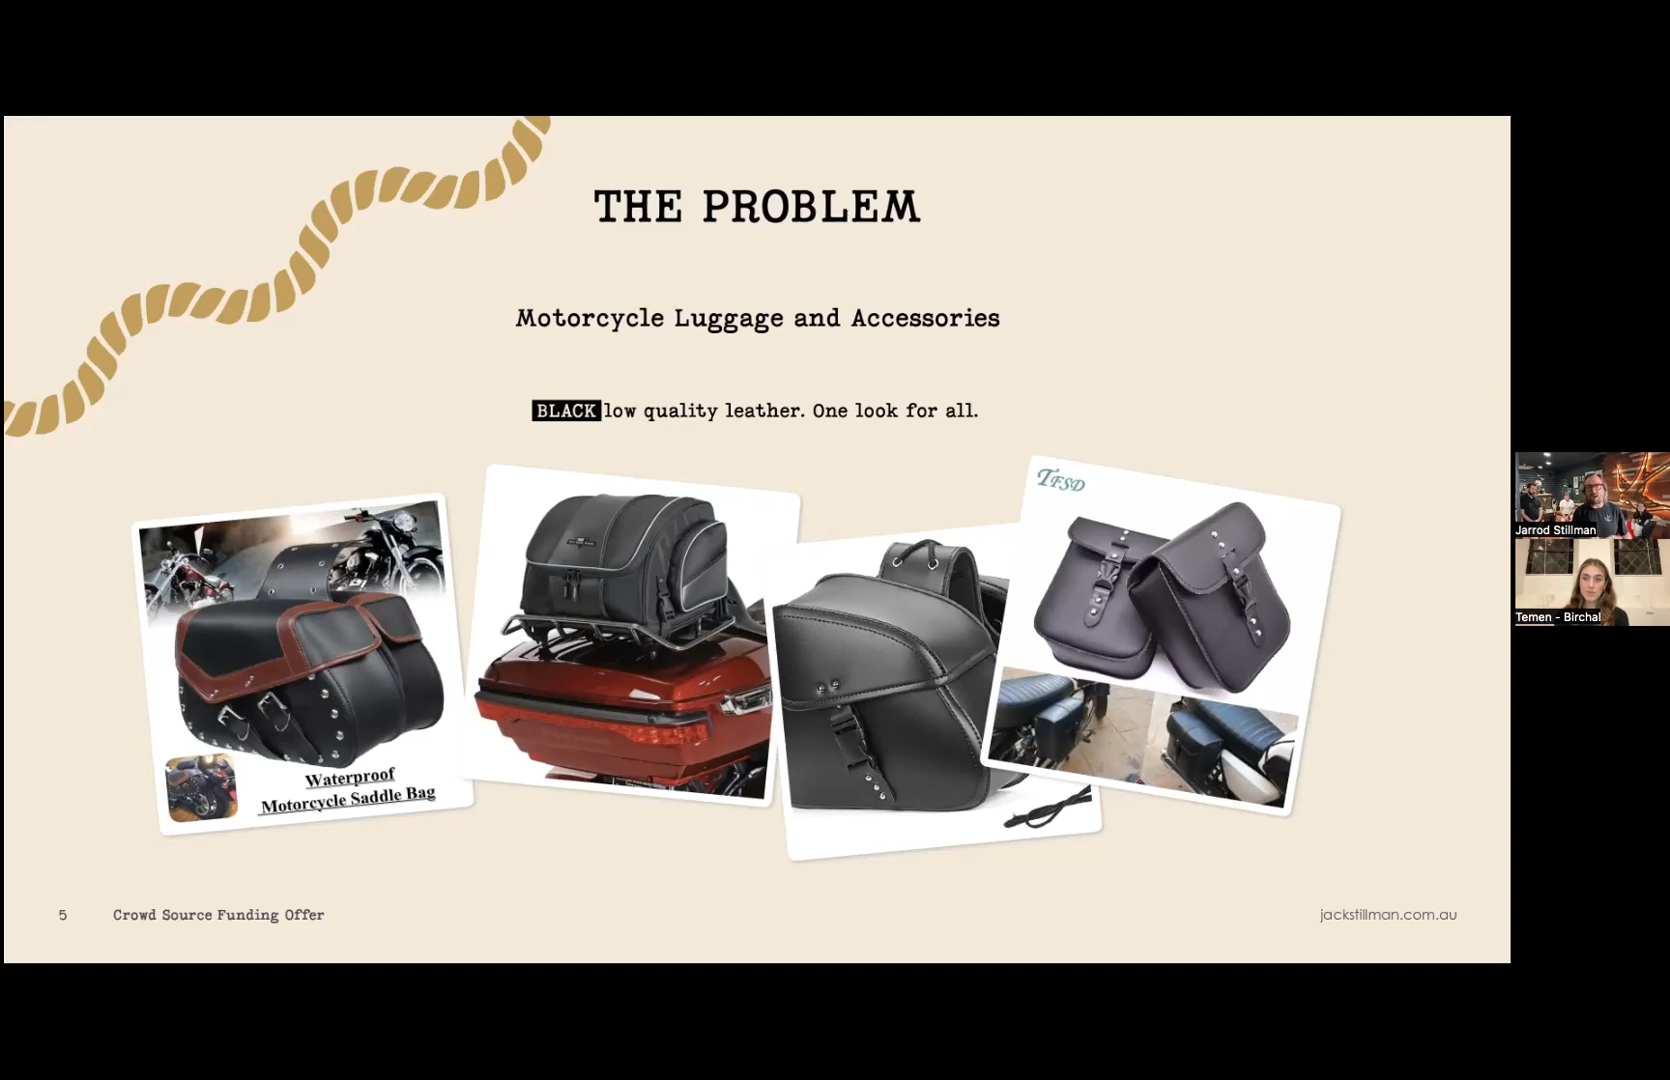 THE PROBLEM
Motorcycle Luggage and Accessories
BLACK low quality leather. One look for all.
TFSD
Waterproof
Motorcycle Saddle Bag
5
Crowd Source Funding Offer
jackstillman.com.au
Jarrod Stillman
Temen - Birchal